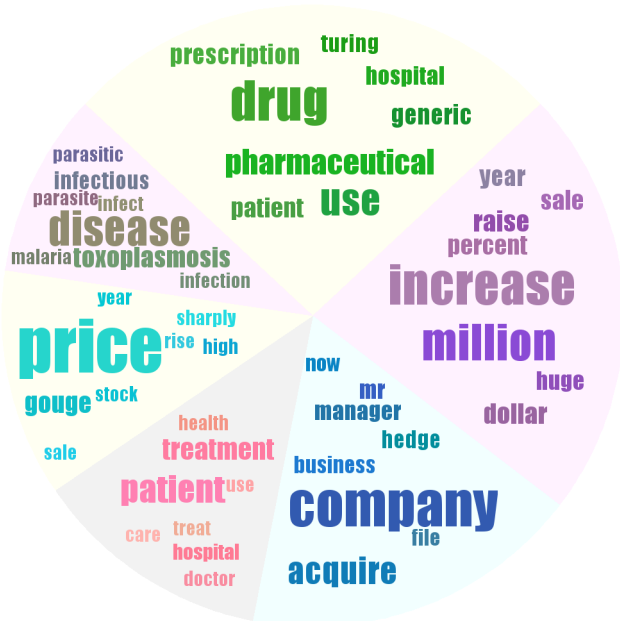 turing
prescription
hospital
drug
generic
pharmaceutical
use
patient
parasitic
infectious
parasite
infect
disease
malaria
toxoplasmosis
infection
year
sale
raise
percent
increase
million
huge
dollar
year
sharply
price
rise
high
stock
gouge
sale
now
mr
manager
hedge
business
company
file
acquire
health
treatment
patient
use
treat
care
hospital
doctor